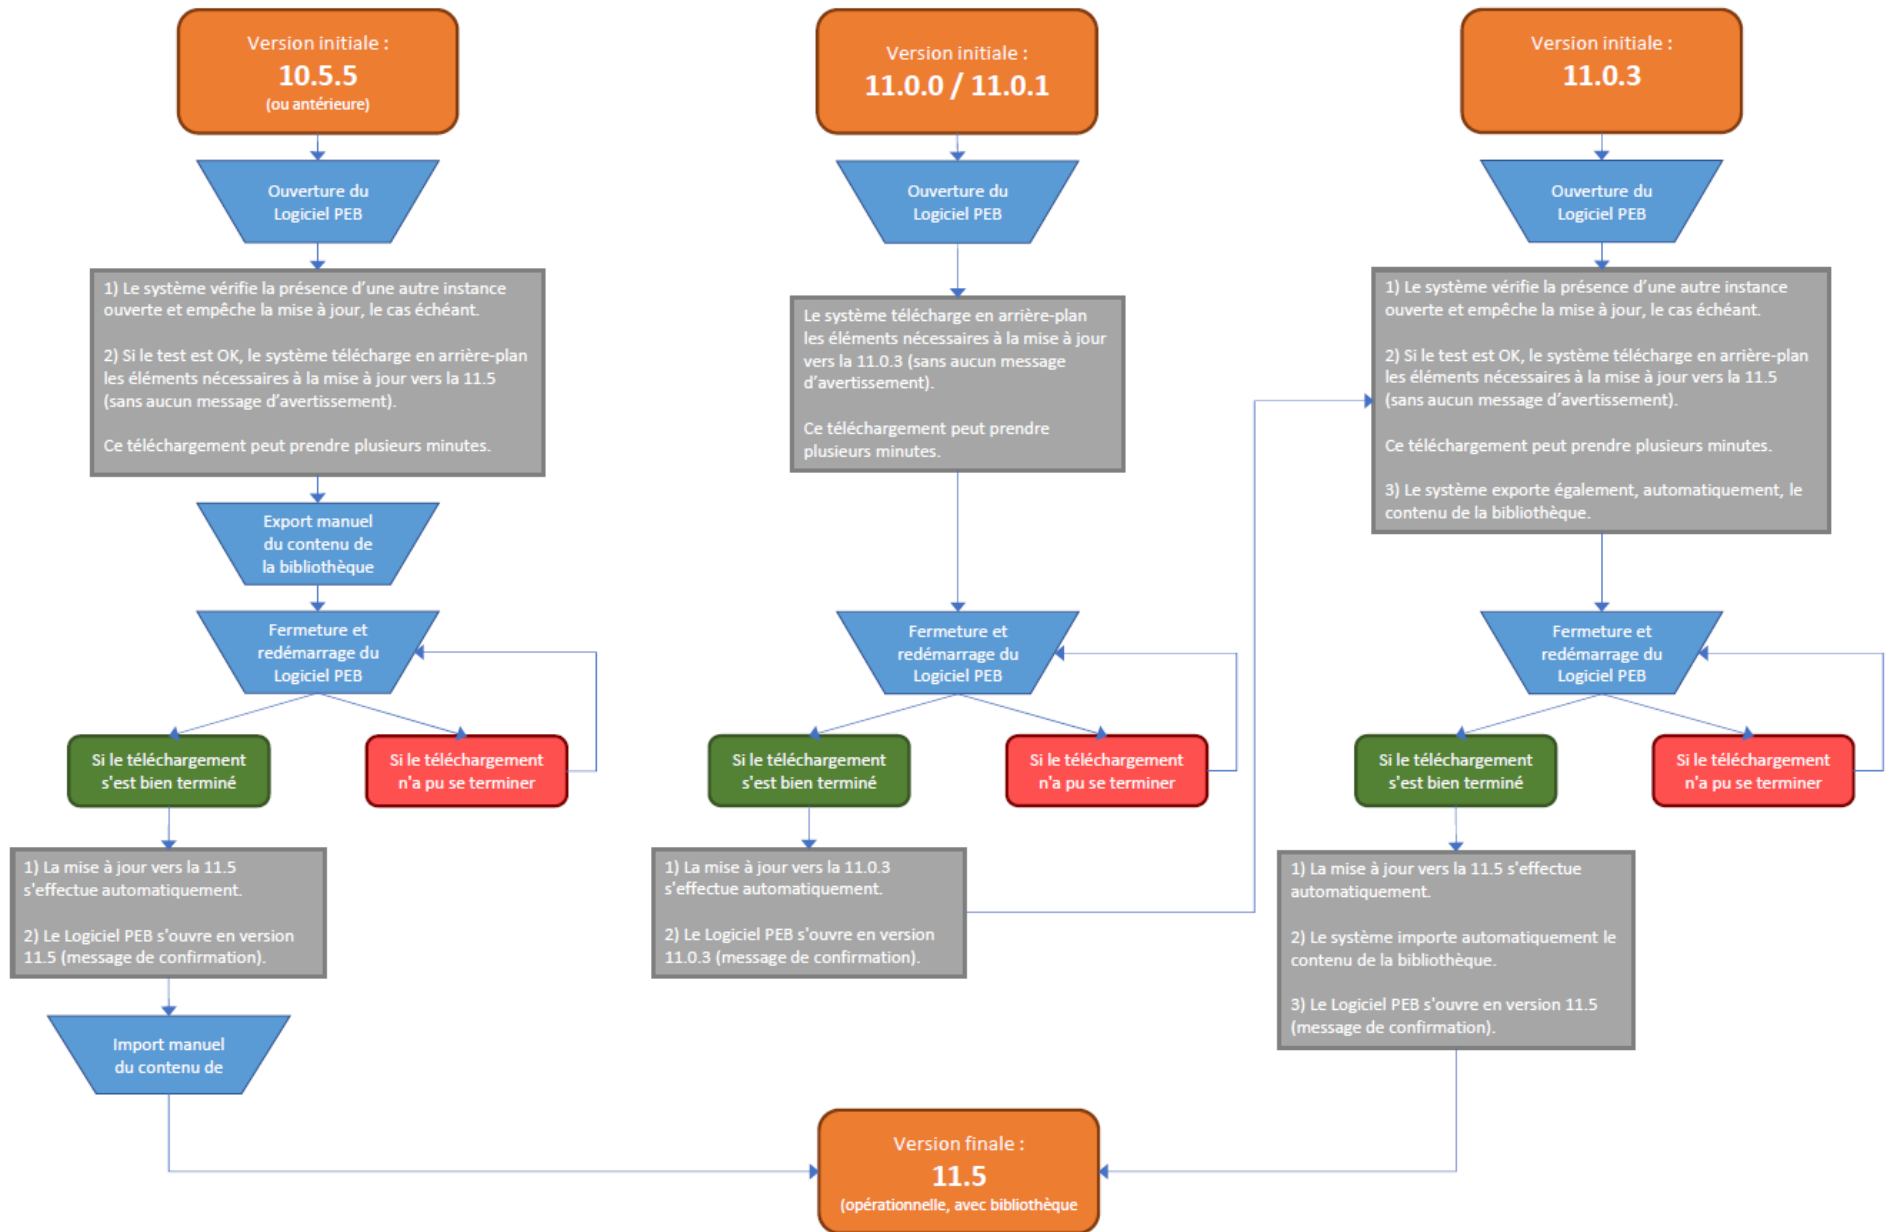 Version initiale :
10.5.5
(ou antérieure)
Ouverture du
Logiciel PEB
1) Le système vérifie la présence d'une autre instance
ouverte et empêche la mise à jour, le cas échéant.
2) Si le test est OK, le système télécharge en arrière-plan
les éléments nécessaires à la mise à jour vers la 11.5
(sans aucun message d'avertissement).
Ce téléchargement peut prendre plusieurs minutes.
Export manuel
du contenu de
la bibliothèque
Fermeture et
redémarrage du
Logiciel PEB
Si le téléchargement
s'est bien terminé
Si le téléchargement
n'a pu se terminer
1) La mise à jour vers la 11.5
s'effectue automatiquement.
2) Le Logiciel PEB s'ouvre en version
11.5 (message de confirmation).
Import manuel
du contenu de
Version initiale :
11.0.0 / 11.0.1
Ouverture du
Logiciel PEB
Le système télécharge en arrière-plan
les éléments nécessaires à la mise à jour
vers la 11.0.3 (sans aucun message
d'avertissement).
Ce téléchargement peut prendre
plusieurs minutes.
Fermeture et
redémarrage du
Logiciel PEB
Si le téléchargement
s'est bien terminé
Si le téléchargement
n'a pu se terminer
1) La mise à jour vers la 11.0.3
s'effectue automatiquement.
2) Le Logiciel PEB s'ouvre en version
11.0.3 (message de confirmation).
Version initiale :
11.0.3
Ouverture du
Logiciel PEB
1) Le système vérifie la présence d'une autre instance
ouverte et empêche la mise à jour, le cas échéant.
2) Si le test est OK, le système télécharge en arrière-plan
les éléments nécessaires à la mise à jour vers la 11.5
(sans aucun message d'avertissement).
Ce téléchargement peut prendre plusieurs minutes.
3) Le système exporte également, automatiquement, le
contenu de la bibliothèque.
Fermeture et
redémarrage du
Logiciel PEB
Si le téléchargement
s'est bien terminé
Si le téléchargement
n'a pu se terminer
1) La mise à jour vers la 11.5 s'effectue
automatiquement.
2) Le système importe automatiquement le
contenu de la bibliothèque.
3) Le Logiciel PEB s'ouvre en version 11.5
(message de confirmation).
Version finale :
11.5
(opérationnelle, avec bibliothèque